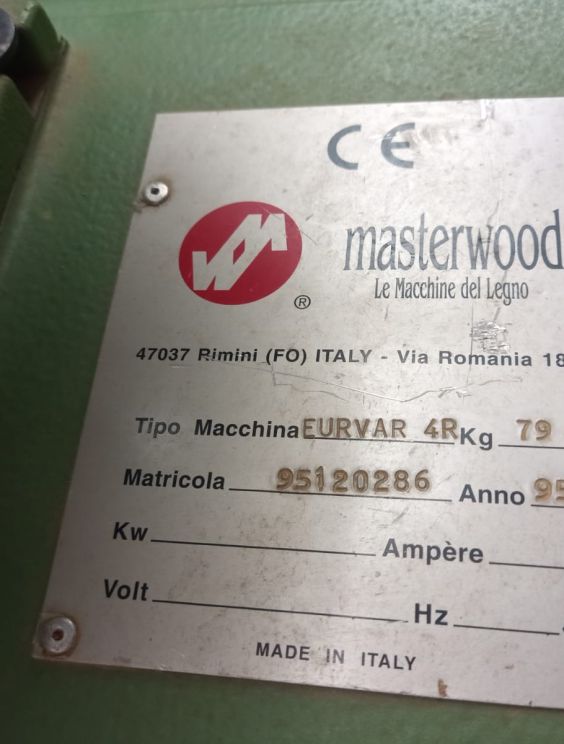 CE
masterwood
Le Macchine del Legno
®
47037 Rimini (FO) ITALY - Via Romania 18
Tipo Macchina EURVAR 4R Kg 79
Matricola 95120286 Anno 95
Kw Ampère
Volt Hz
MADE IN ITALY